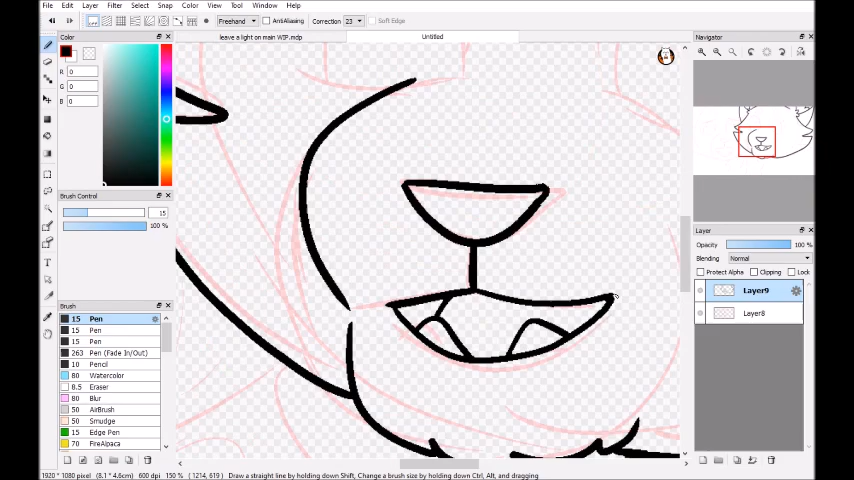 File Edit Layer Filter Select Snap Color View Tool Window Help
Freehand AntiAliasing Correction 23 Soft Edge
Color
leave a light on main WIP.mdp Untitled
Navigator
R 0
G 0
B 0
Brush Control
15
100 %
Layer
Opacity 100 %
Blending Normal
Protect Alpha Clipping Lock
Layer9
Layer8
Brush
15 Pen
15 Pen
15 Pen
263 Pen (Fade In/Out)
10 Pencil
80 Watercolor
8.5 Eraser
80 Blur
50 AirBrush
50 Smudge
15 Edge Pen
70 FireAlpaca
1920 * 1080 pixel (8.1 * 4.6cm) 600 dpi 150 % ( 1214, 619 ) Draw a straight line by holding down Shift, Change a brush size by holding down Ctrl, Alt, and dragging